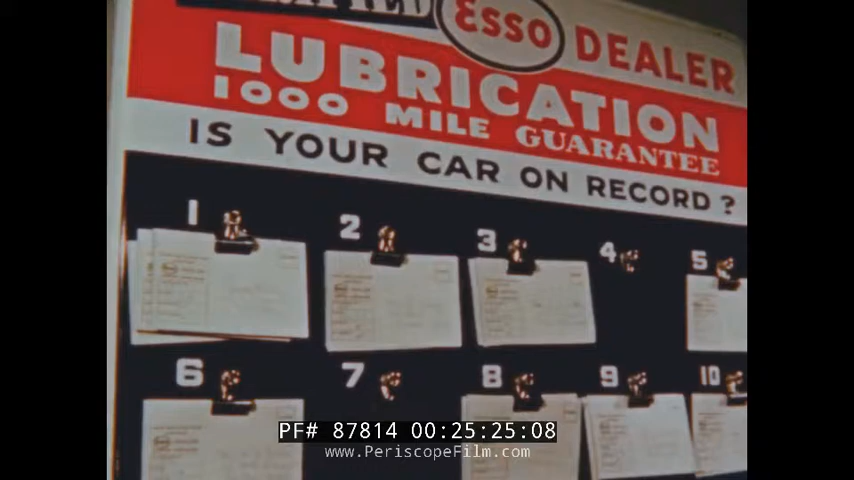 Esso DEALER
LUBRICATION
1000 MILE GUARANTEE
IS YOUR CAR ON RECORD?
1 2 3 4 5
6 7 8 9 10
PF# 87814 00:25:25:08
www.PeriscopeFilm.com